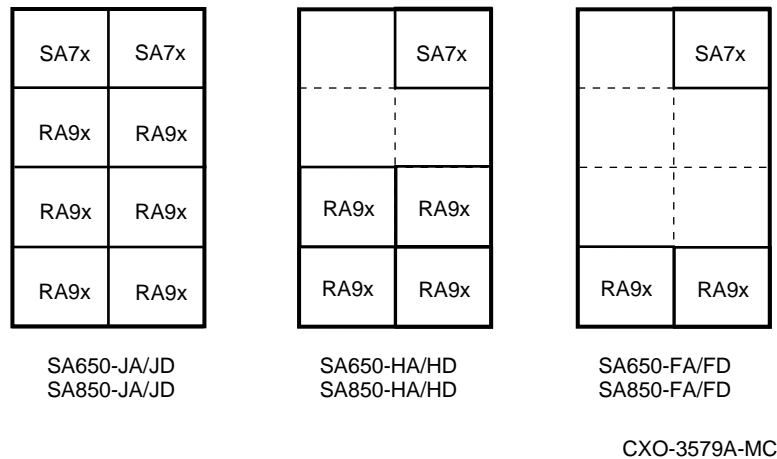 SA7x SA7x SA7x SA7x
RA9x RA9x
RA9x RA9x RA9x RA9x
RA9x RA9x RA9x RA9x RA9x RA9x
SA650-JA/JD SA650-HA/HD SA650-FA/FD
SA850-JA/JD SA850-HA/HD SA850-FA/FD
CXO-3579A-MC